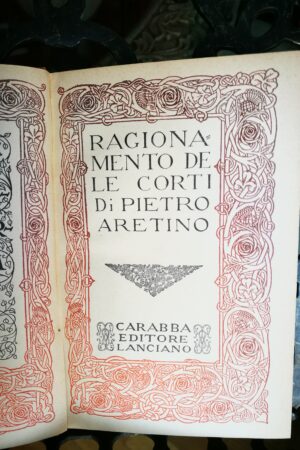 RAGIONA
MENTO DE
LE CORTI
Di PIETRO
ARETINO
CARABBA
EDITORE
LANCIANO